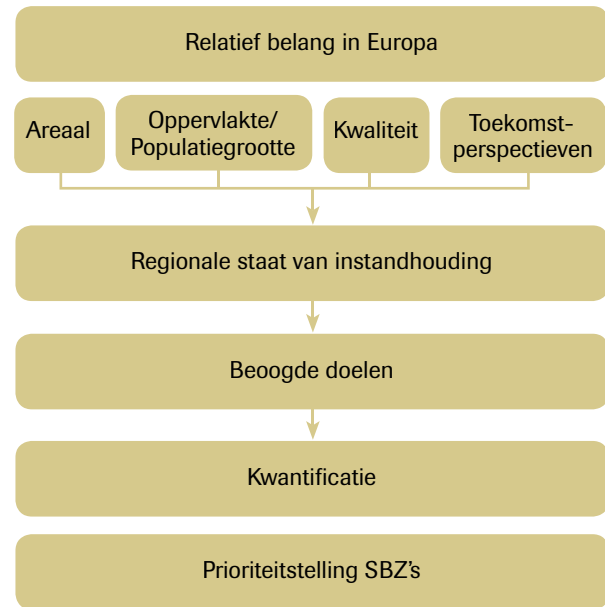 Relatief belang in Europa
Areaal
Oppervlakte/
Populatiegrootte
Kwaliteit
Toekomst-
perspectieven
Regionale staat van instandhouding
Beoogde doelen
Kwantificatie
Prioriteitstelling SBZ's